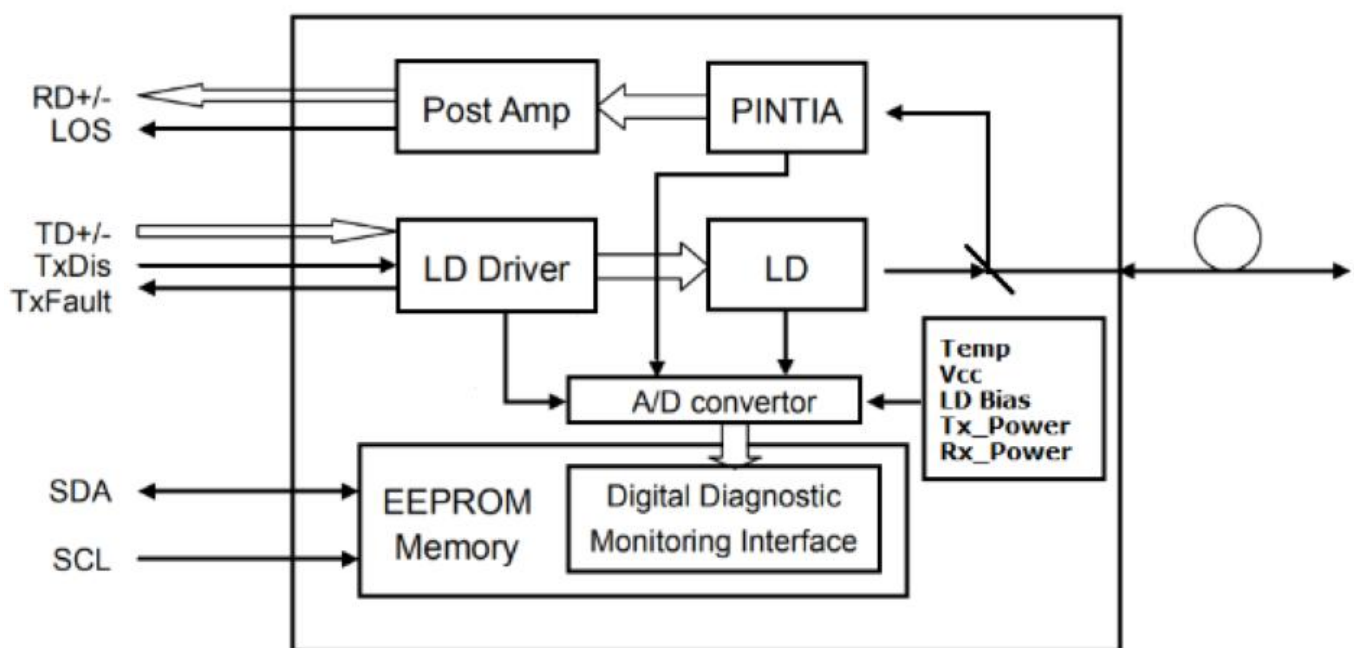 RD+/-
LOS
Post Amp
PINTIA
TD+/-
TxDis
TxFault
LD Driver
LD
Temp
Vcc
LD Bias
Tx_Power
Rx_Power
A/D convertor
SDA
SCL
EEPROM
Memory
Digital Diagnostic
Monitoring Interface